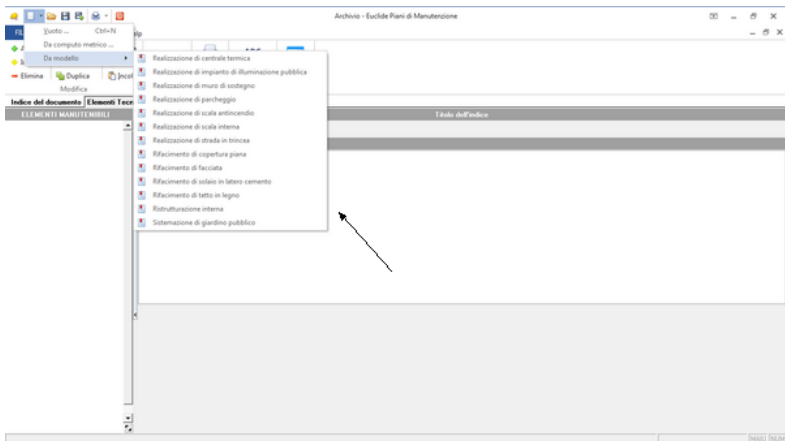 Archivio - Euclide Piani di Manutenzione
Vuoto ... Ctrl+N
Da computo metrico ...
Da modello
Realizzazione di centrale termica
Realizzazione di impianto di illuminazione pubblica
Realizzazione di muro di sostegno
Realizzazione di parcheggio
Realizzazione di scala antincendio
Realizzazione di scala interna
Realizzazione di strada in trincea
Rifacimento di copertura piana
Rifacimento di facciata
Rifacimento di solaio in latero cemento
Rifacimento di tetto in legno
Ristrutturazione interna
Sistemazione di giardino pubblico
Elimina Duplica Incol
Modifica
Indice del documento Elementi Tecn
ELEMENTI MANUTENIBILI Titolo dell'indice
NUM